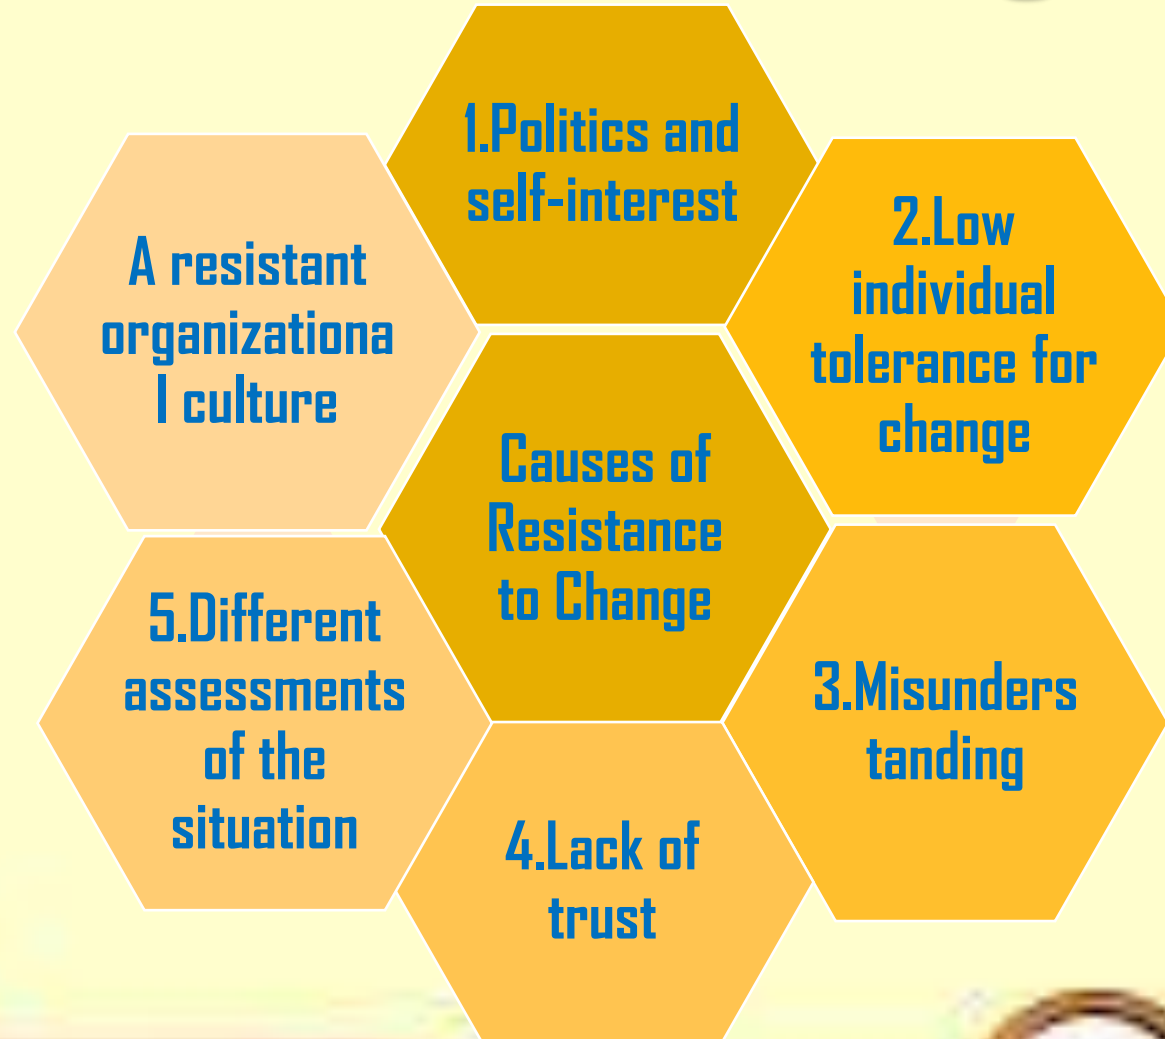 1.Politics and
self-interest
2.Low
individual
tolerance for
change
3.Misunders
tanding
4.Lack of
trust
5.Different
assessments
of the
situation
A resistant
organizationa
l culture
Causes of
Resistance
to Change